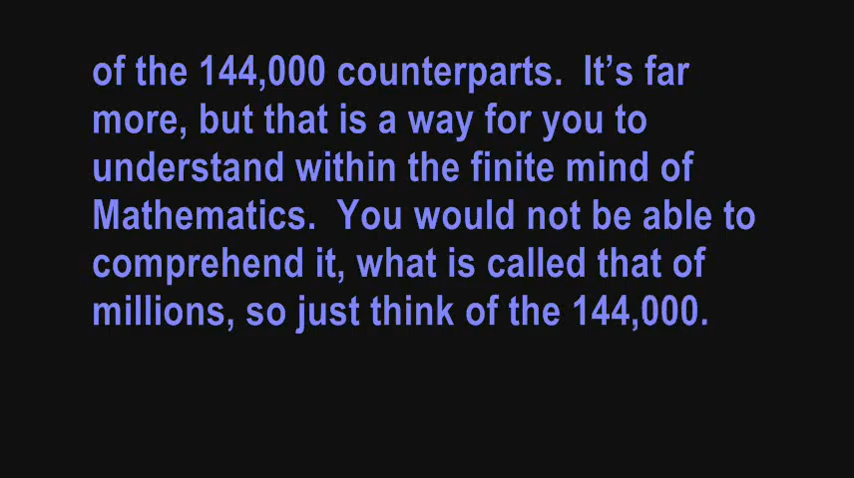 of the 144,000 counterparts.  It’s far
more, but that is a way for you to
understand within the finite mind of
Mathematics.  You would not be able to
comprehend it, what is called that of
millions, so just think of the 144,000.